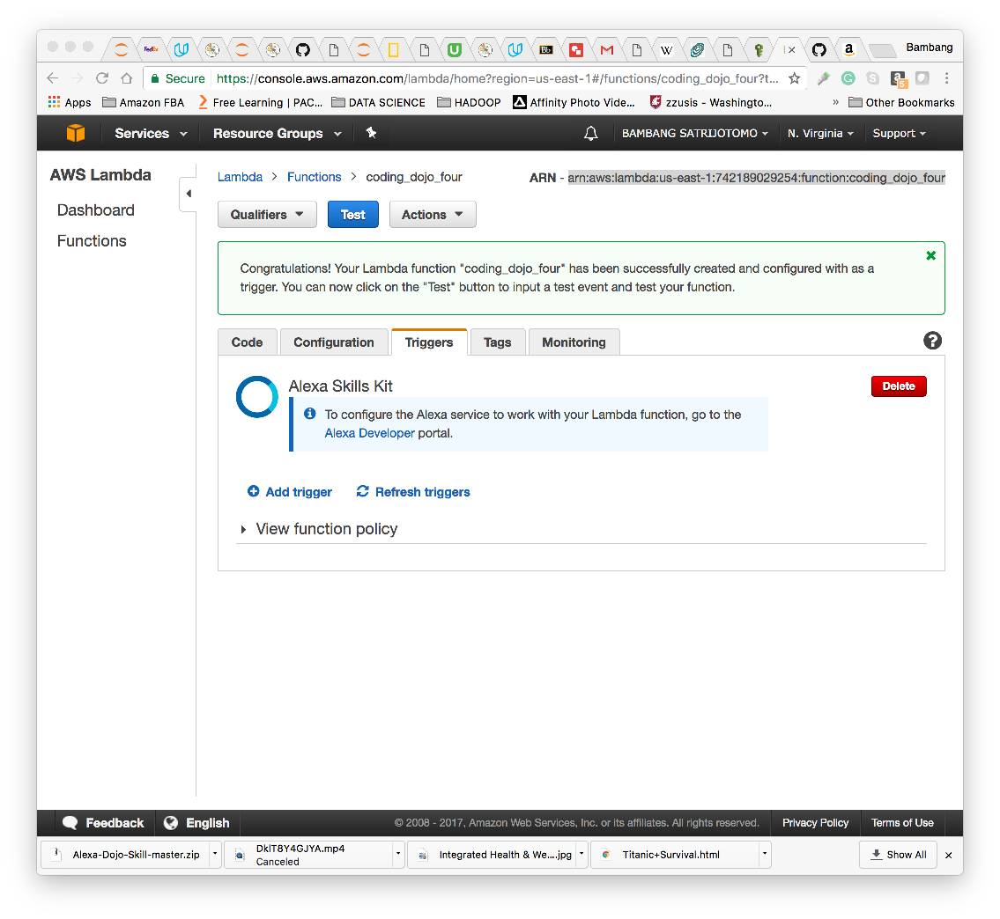 Bambang
FedEx
U
Bb
W
a
Secure
https://console.aws.amazon.com/lambda/home?region=us-east-1#/functions/coding_dojo_four?t...
G
S
a
5
Apps
Amazon FBA
Free Learning | PAC...
DATA SCIENCE
HADOOP
Affinity Photo Vide...
zzusis - Washingto...
»
Other Bookmarks
Services
Resource Groups
BAMBANG SATRIJOTOMO
N. Virginia
Support
AWS Lambda
Dashboard
Functions
Lambda > Functions > coding_dojo_four
ARN - arn:aws:lambda:us-east-1:742189029254:function:coding_dojo_four
Qualifiers
Test
Actions
Congratulations! Your Lambda function "coding_dojo_four" has been successfully created and configured with as a
trigger. You can now click on the "Test" button to input a test event and test your function.
Code
Configuration
Triggers
Tags
Monitoring
?
Alexa Skills Kit
Delete
To configure the Alexa service to work with your Lambda function, go to the
Alexa Developer portal.
Add trigger
Refresh triggers
View function policy
Feedback
English
© 2008 - 2017, Amazon Web Services, Inc. or its affiliates. All rights reserved.
Privacy Policy
Terms of Use
Alexa-Dojo-Skill-master.zip
DkIT8Y4GJYA.mp4
Canceled
Integrated Health & We....jpg
Titanic+Survival.html
Show All